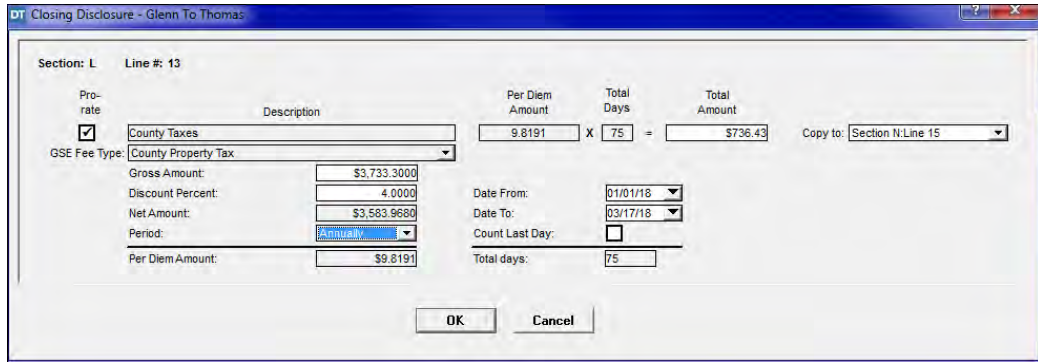 DT Closing Disclosure - Glenn To Thomas
?
X
Section: L Line #: 13
Pro-
rate
Description
Per Diem
Amount
Total
Days
Total
Amount
County Taxes 9.8191 X 75 = $736.43 Copy to: Section N:Line 15
GSE Fee Type: County Property Tax
Gross Amount: $3,733.3000
Discount Percent: 4.0000 Date From: 01/01/18
Net Amount: $3,583.9680 Date To: 03/17/18
Period: Annually Count Last Day:
Per Diem Amount: $9.8191 Total days: 75
OK Cancel